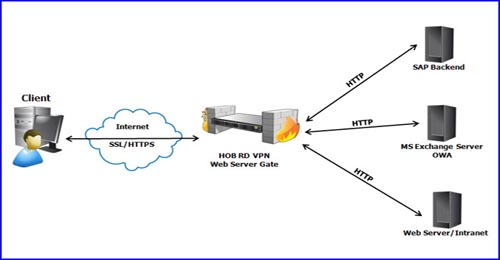 Client
Internet
SSL/HTTPS
HOB RD VPN
Web Server Gate
HTTP
HTTP
HTTP
SAP Backend
MS Exchange Server
OWA
Web Server/Intranet